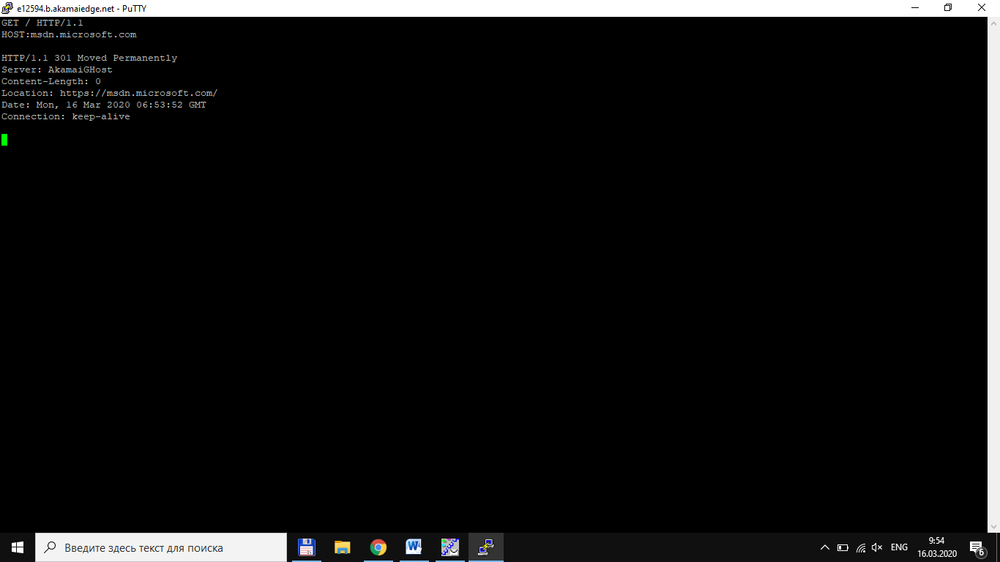 e12594.b.akamaiedge.net - PuTTY
GET / HTTP/1.1
HOST:msdn.microsoft.com
HTTP/1.1 301 Moved Permanently
Server: AkamaiGHost
Content-Length: 0
Location: https://msdn.microsoft.com/
Date: Mon, 16 Mar 2020 06:53:52 GMT
Connection: keep-alive
Введите здесь текст для поиска
ENG
9:54
16.03.2020
6